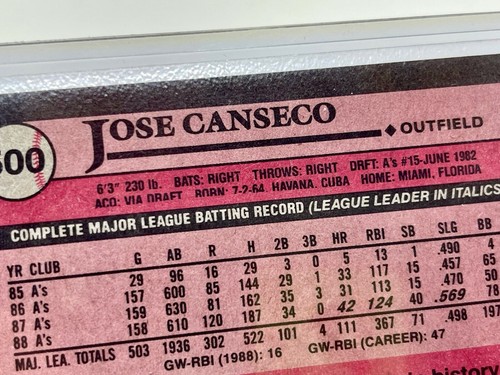 500
JOSE CANSECO
OUTFIELD
6'3" 230 lb. BATS: RIGHT THROWS: RIGHT DRFT: A's #15-JUNE 1982
ACQ: VIA DRAFT BORN: 7-2-64, HAVANA, CUBA HOME: MIAMI, FLORIDA
COMPLETE MAJOR LEAGUE BATTING RECORD (LEAGUE LEADER IN ITALICS
YR CLUB G AB R H 2B 3B HR RBI SB SLG BB
85 A's 29 96 16 29 3 0 5 13 1 .490 4
86 A's 157 600 85 144 29 1 33 117 15 .457 65
87 A's 159 630 81 162 35 3 31 113 15 .470 50
88 A's 158 610 120 187 34 0 42 124 40 .569 78
MAJ. LEA. TOTALS 503 1936 302 522 101 4 111 367 71 .498 197
GW-RBI (1988): 16 GW-RBI (CAREER): 47
history